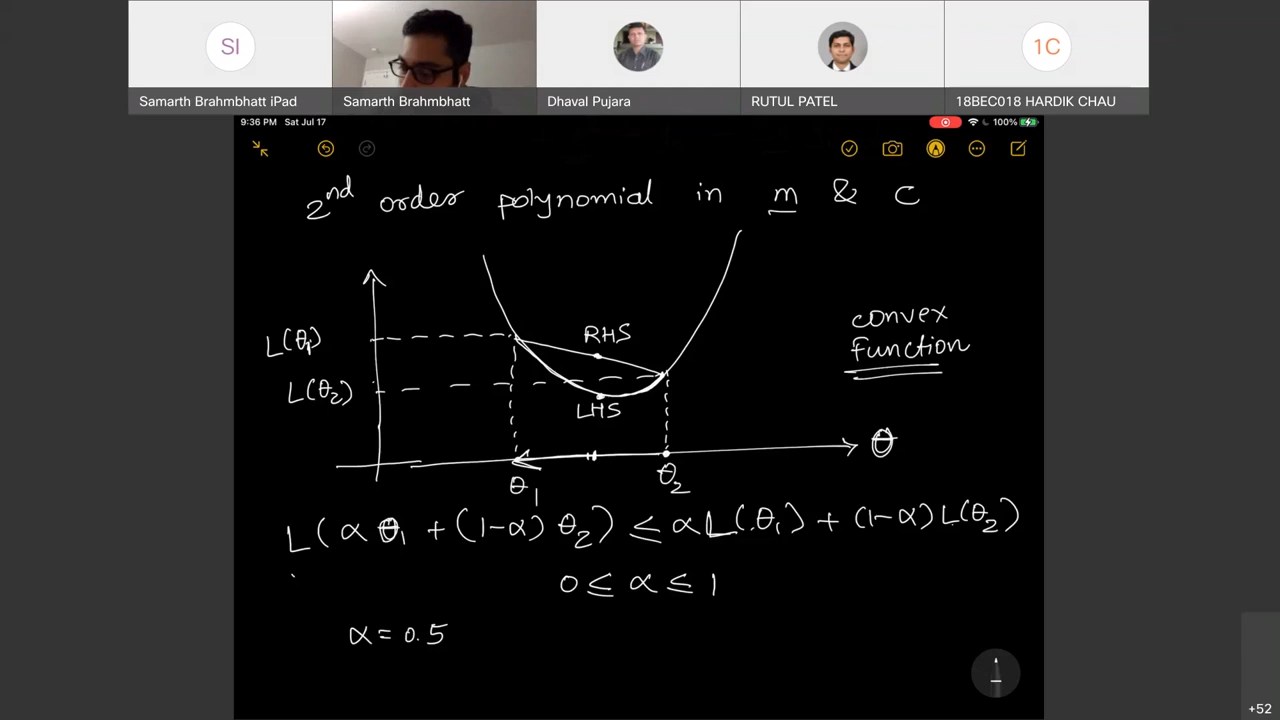 SI
1C
Samarth Brahmbhatt iPad
Samarth Brahmbhatt
Dhaval Pujara
RUTUL PATEL
18BEC018 HARDIK CHAU
9:36 PM Sat Jul 17
100%
2nd order polynomial in m & c
convex
function
L(θ1)
RHS
L(θ2)
LHS
θ
θ1
θ2
L(αθ1 + (1-α) θ2) ≤ αL(θ1) + (1-α)L(θ2)
0 ≤ α ≤ 1
α = 0.5
+52